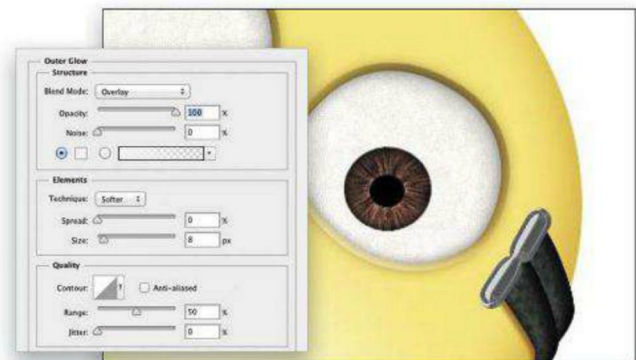 Outer Glow
Structure
Blend Mode: Overlay
Opacity: 100 %
Noise: 0 %
Elements
Technique: Softer
Spread: 0 %
Size: 8 px
Quality
Contour: Anti-aliased
Range: 50 %
Jitter: 0 %